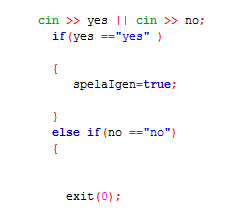 cin >> yes || cin >> no;
if(yes =="yes" )
{
spelaIgen=true;
}
else if(no =="no")
{
exit(0);